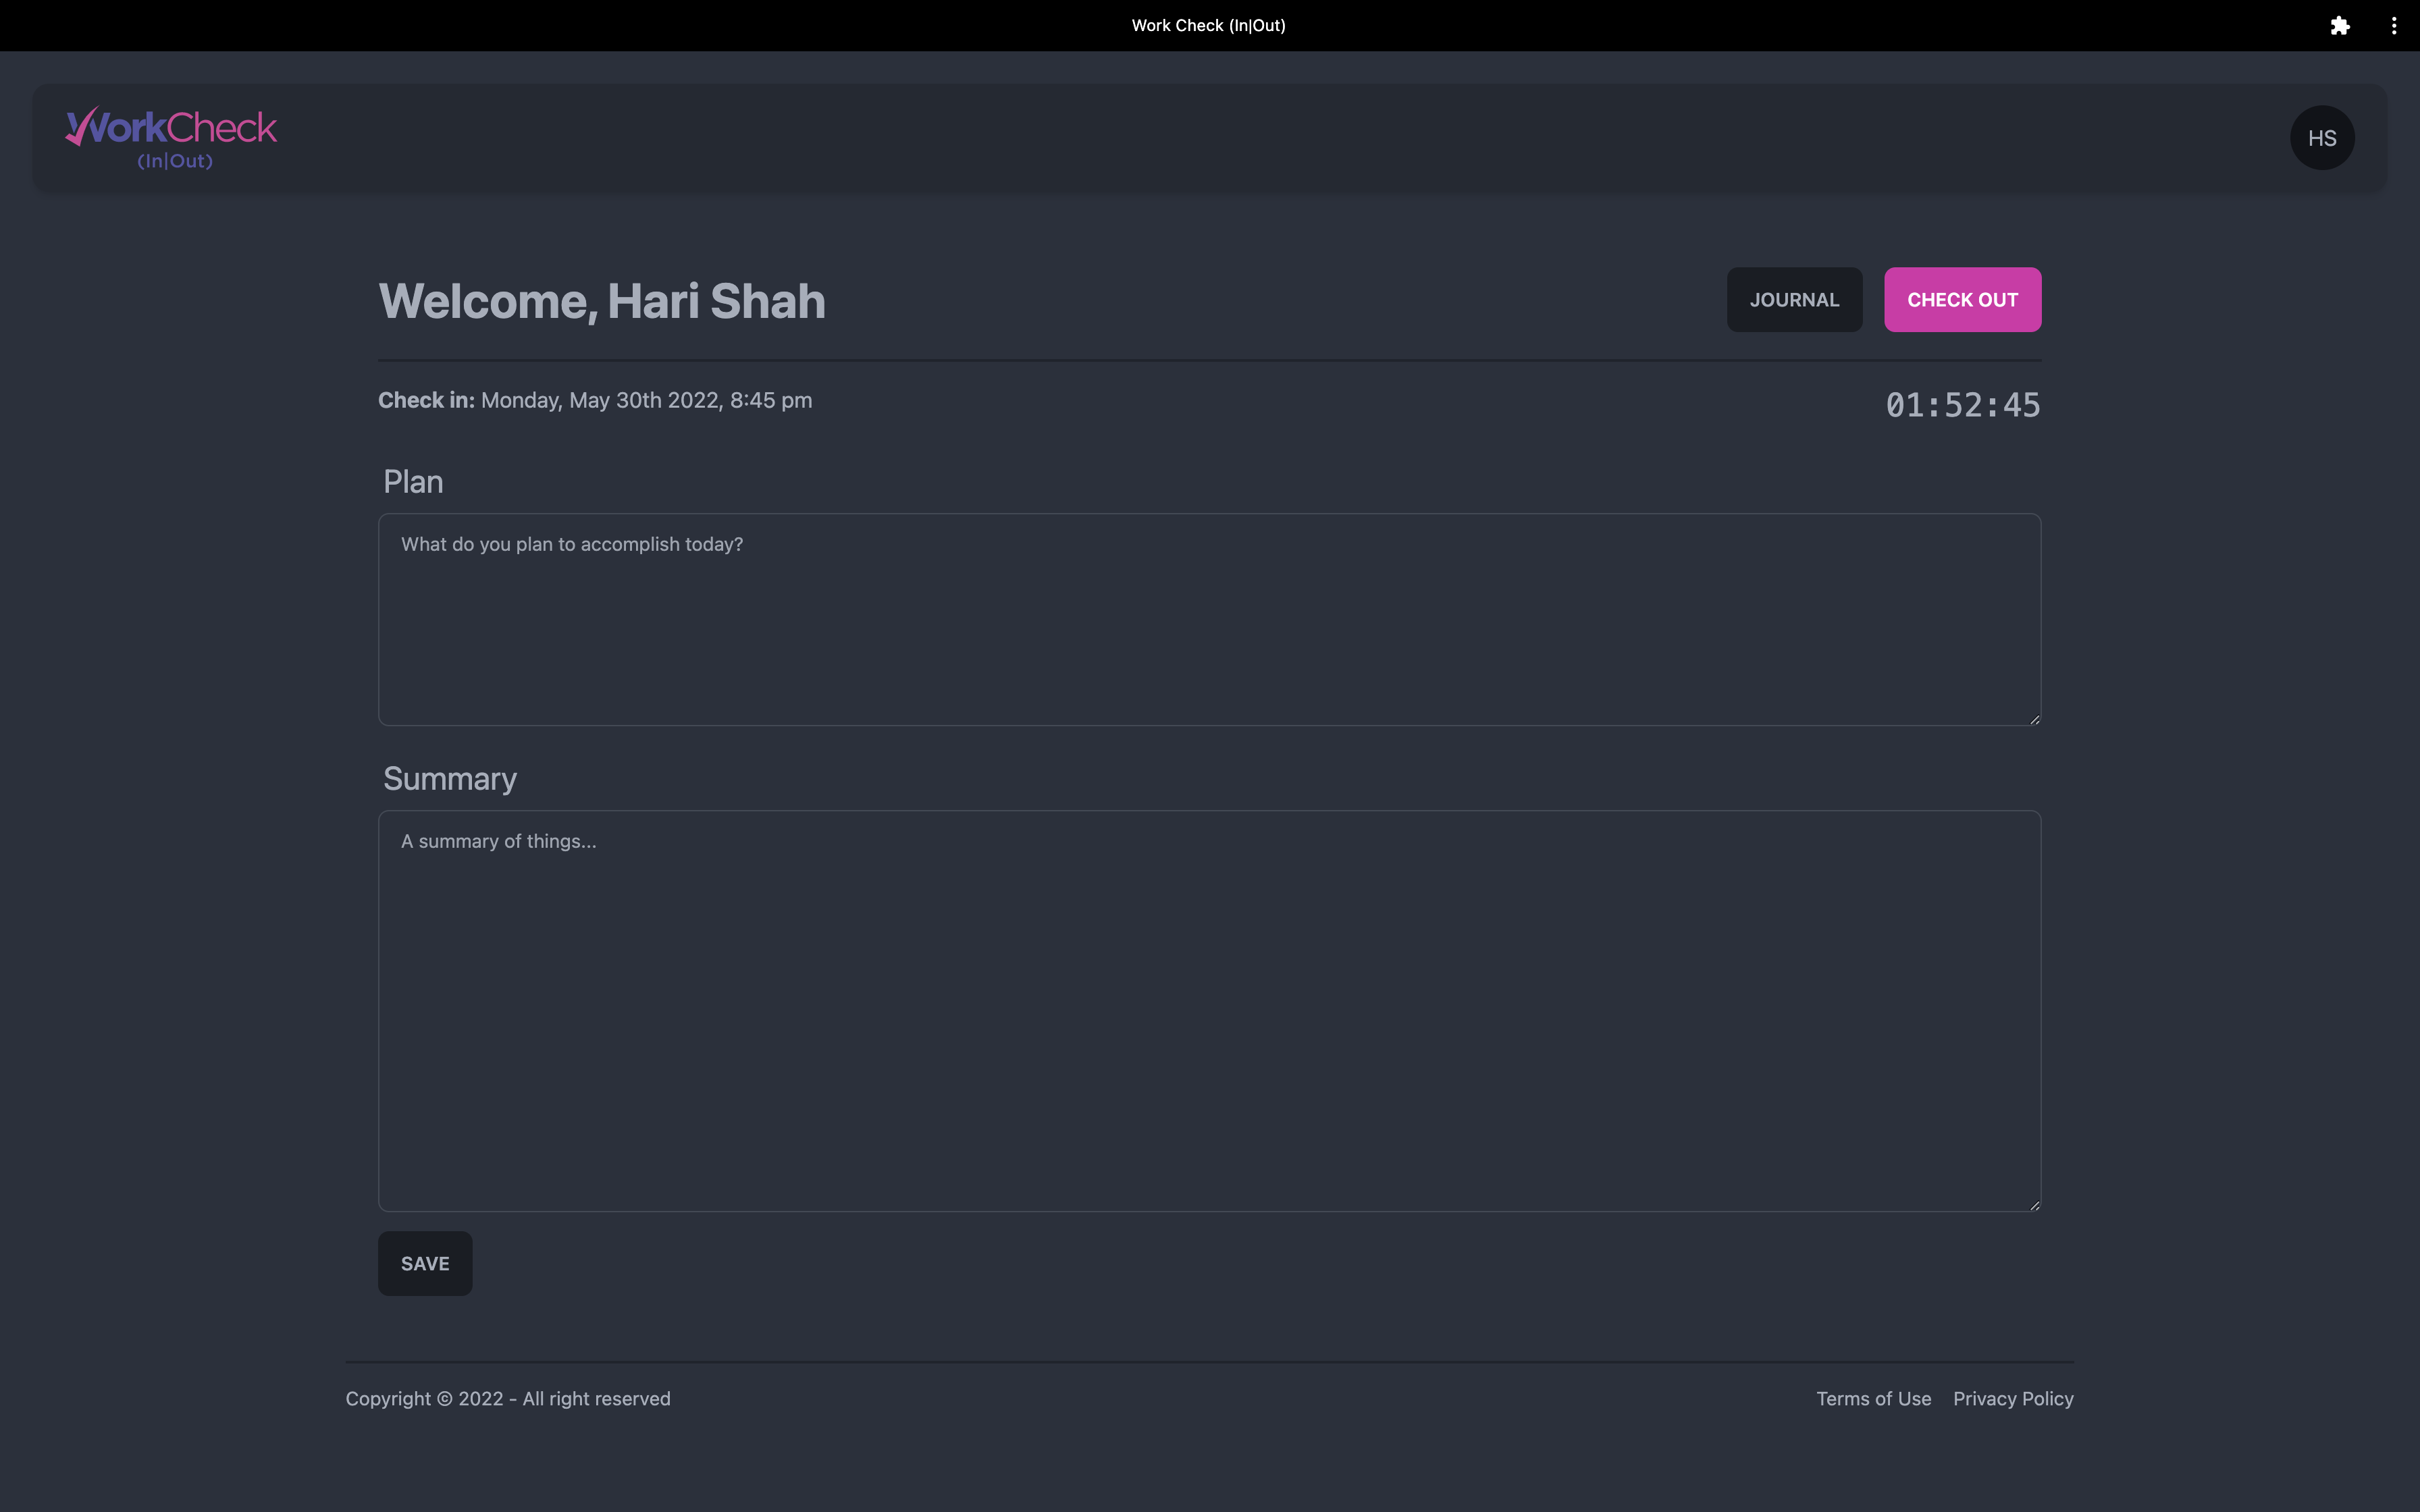 Work Check (In|Out)
WorkCheck
(In|Out)
HS
Welcome, Hari Shah
JOURNAL
CHECK OUT
Check in: Monday, May 30th 2022, 8:45 pm
01:52:45
Plan
What do you plan to accomplish today?
Summary
A summary of things...
SAVE
Copyright © 2022 - All right reserved
Terms of Use
Privacy Policy